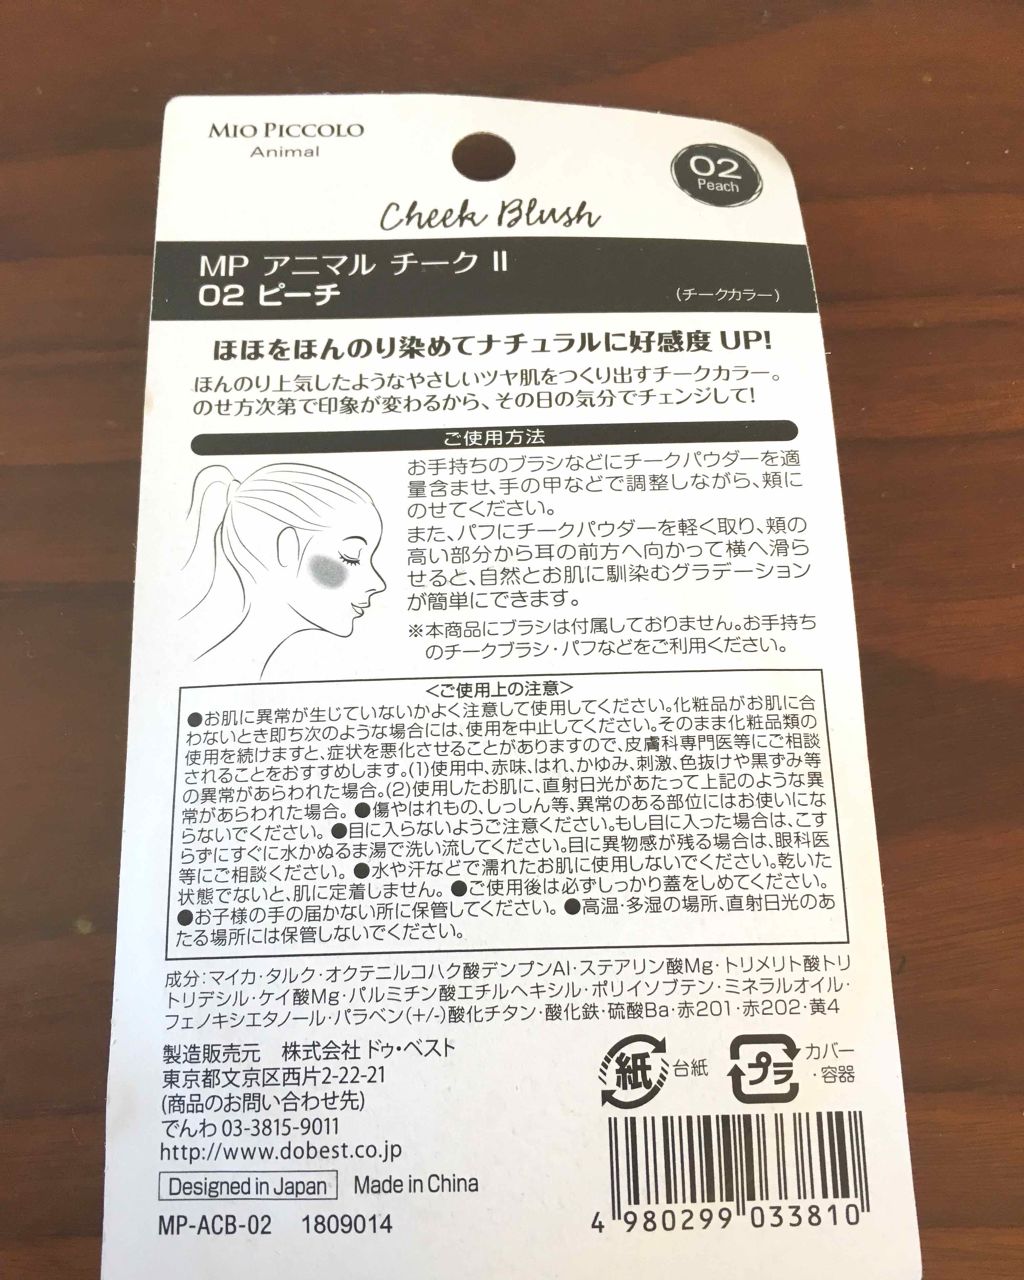 MIO PICCOLO
Animal
02
Peach
Cheek Blush
MP アニマル チーク II
02 ピーチ
(チークカラー)
ほほをほんのり染めてナチュラルに好感度 UP!
ほんのり上気したようなやさしいツヤ肌をつくり出すチークカラー。
のせ方次第で印象が変わるから、その日の気分でチェンジして!
ご使用方法
お手持ちのブラシなどにチークパウダーを適
量含ませ、手の甲などで調整しながら、頬に
のせてください。
また、パフにチークパウダーを軽く取り、頬の
高い部分から耳の前方へ向かって横へ滑ら
せると、自然とお肌に馴染むグラデーション
が簡単にできます。
※本商品にブラシは付属しておりません。お手持ち
のチークブラシ・パフなどをご利用ください。
<ご使用上の注意>
●お肌に異常が生じていないかよく注意して使用してください。化粧品がお肌に合
わないとき即ち次のような場合には、使用を中止してください。そのまま化粧品類の
使用を続けますと、症状を悪化させることがありますので、皮膚科専門医等にご相談
されることをおすすめします。(1)使用中、赤味、はれ、かゆみ、刺激、色抜けや黒ずみ等
の異常があらわれた場合。(2)使用したお肌に、直射日光があたって上記のような異
常があらわれた場合。●傷やはれもの、しっしん等、異常のある部位にはお使いにな
らないでください。●目に入らないようご注意ください。もし目に入った場合は、こす
らずにすぐに水かぬるま湯で洗い流してください。目に異物感が残る場合は、眼科医
等にご相談ください。●水や汗などで濡れたお肌に使用しないでください。乾いた
状態でないと、肌に定着しません。●ご使用後は必ずしっかり蓋をしめてください。
●お子様の手の届かない所に保管してください。●高温・多湿の場所、直射日光のあ
たる場所には保管しないでください。
成分:マイカ・タルク・オクテニルコハク酸デンプンAl・ステアリン酸Mg・トリメリト酸トリ
トリデシル・ケイ酸Mg・パルミチン酸エチルヘキシル・ポリイソブテン・ミネラルオイル・
フェノキシエタノール・パラベン(+/-)酸化チタン・酸化鉄・硫酸Ba・赤201・赤202・黄4
製造販売元 株式会社 ドゥ・ベスト
東京都文京区西片2-22-21
(商品のお問い合わせ先)
でんわ 03-3815-9011
http://www.dobest.co.jp
Designed in Japan Made in China
MP-ACB-02 1809014
紙 台紙
プラ カバー
・容器
4 980299 033810